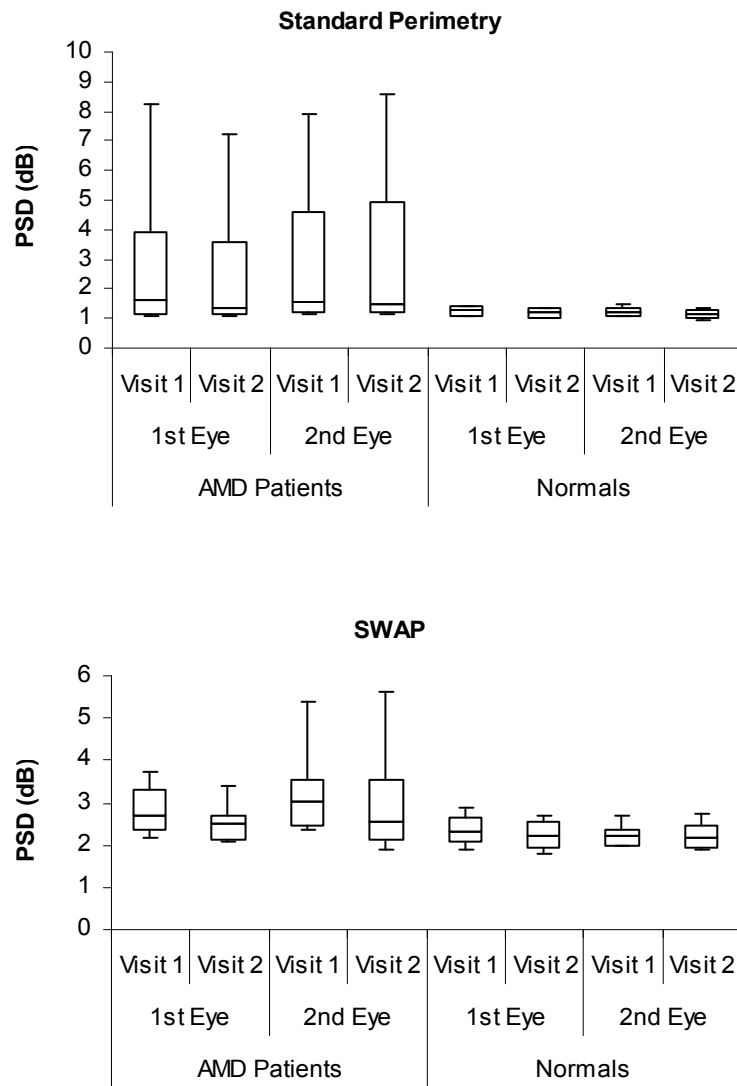 Standard Perimetry
10
9
8
7
6
5
4
3
2
1
0
PSD (dB)
Visit 1 Visit 2 Visit 1 Visit 2 Visit 1 Visit 2 Visit 1 Visit 2
1st Eye 2nd Eye 1st Eye 2nd Eye
AMD Patients Normals
SWAP
6
5
4
3
2
1
0
PSD (dB)
Visit 1 Visit 2 Visit 1 Visit 2 Visit 1 Visit 2 Visit 1 Visit 2
1st Eye 2nd Eye 1st Eye 2nd Eye
AMD Patients Normals